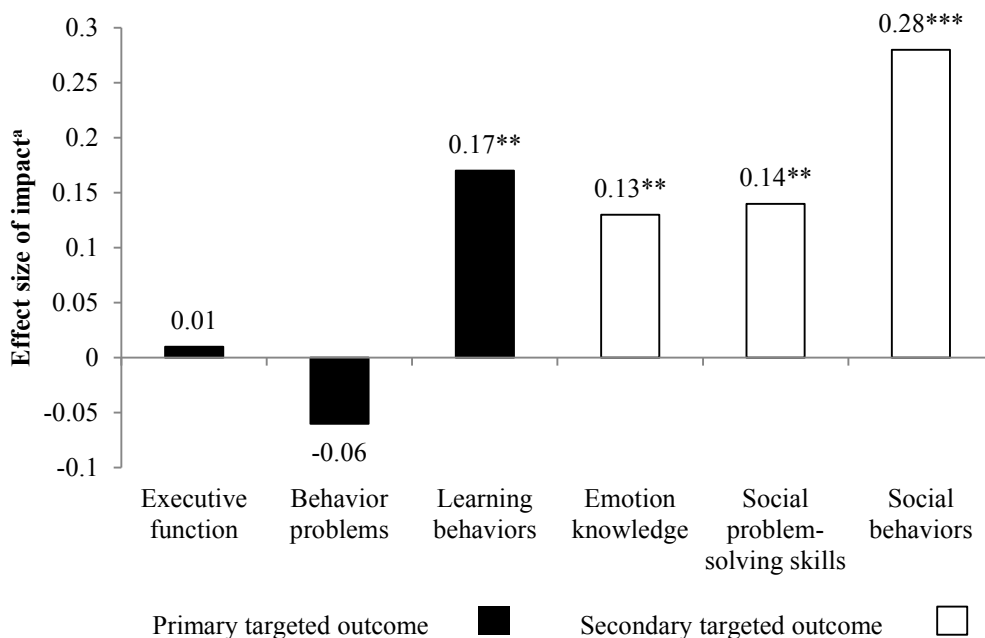 0.28***
0.3
0.25
0.2
0.17**
0.15
0.13**
0.14**
0.1
0.05
0.01
0
-0.05
-0.06
-0.1
Effect size of impactᵃ
Executive function
Behavior problems
Learning behaviors
Emotion knowledge
Social problem-solving skills
Social behaviors
Primary targeted outcome
Secondary targeted outcome